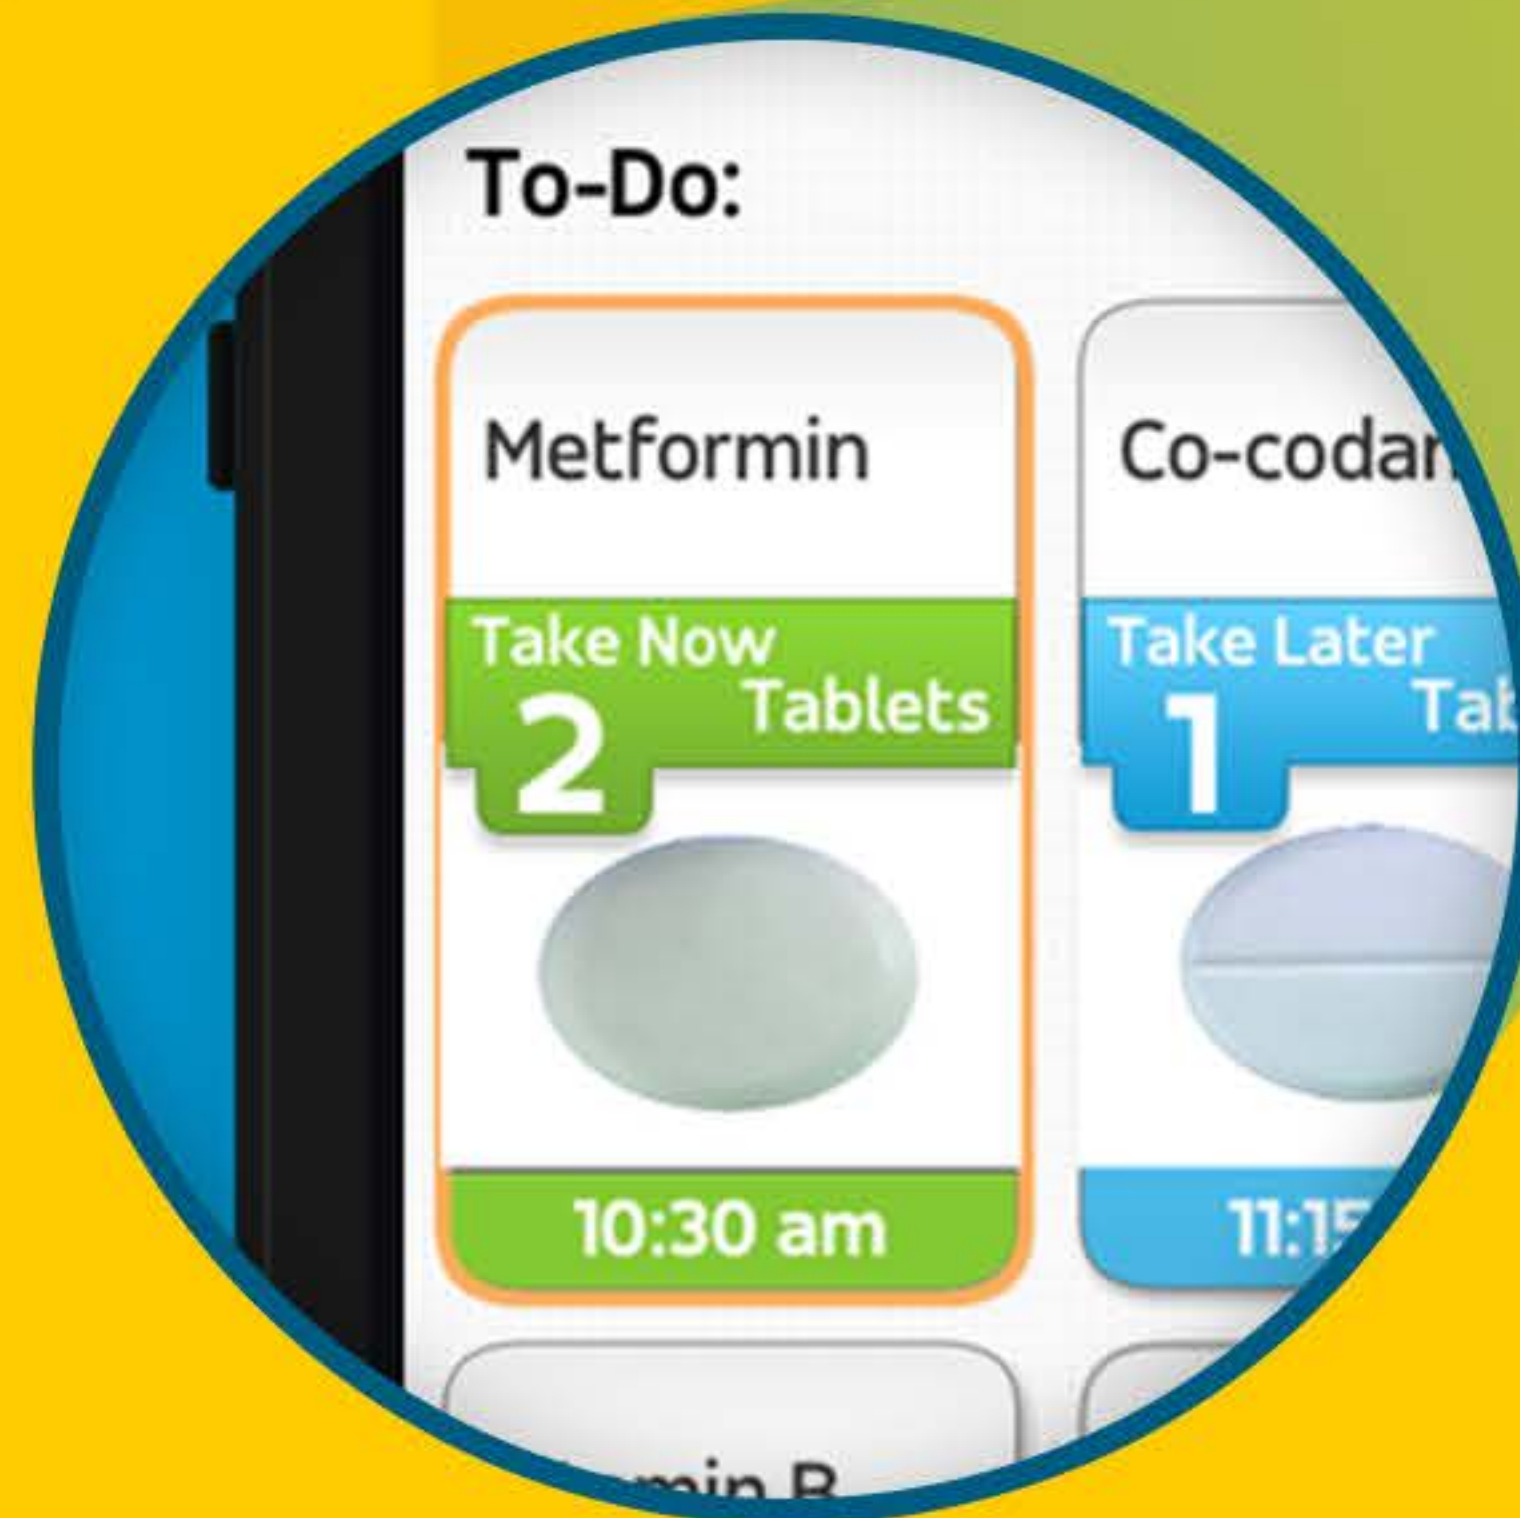 To-Do:
Metformin
Take Now
2 Tablets
10:30 am
Take Later
1